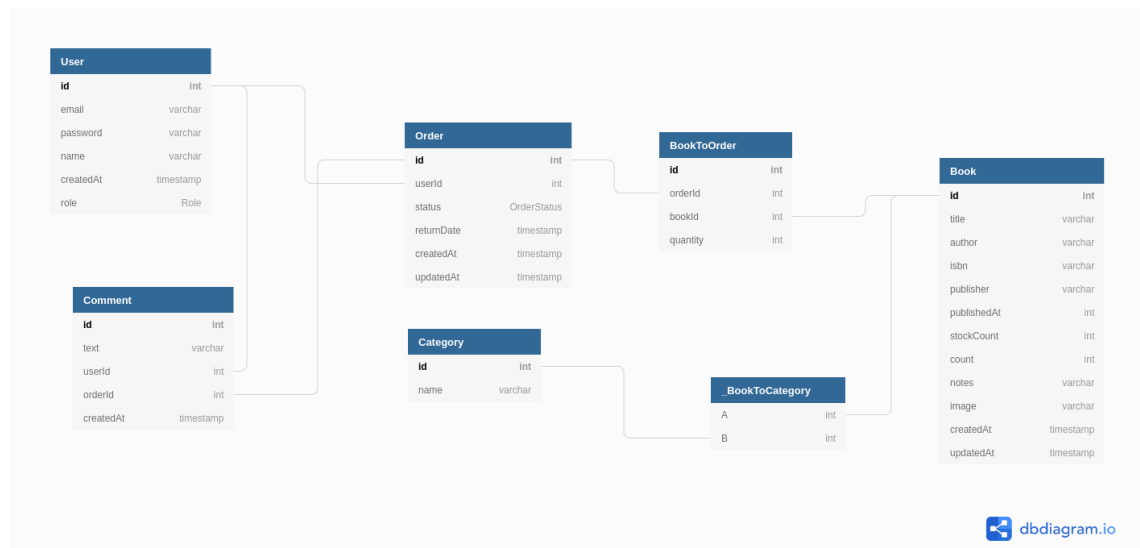 User
id int
email varchar
password varchar
name varchar
createdAt timestamp
role Role
Order
id int
userId int
status OrderStatus
returnDate timestamp
createdAt timestamp
updatedAt timestamp
BookToOrder
id int
orderId int
bookId int
quantity int
Book
id int
title varchar
author varchar
isbn varchar
publisher varchar
publishedAt int
stockCount int
count int
notes varchar
image varchar
createdAt timestamp
updatedAt timestamp
Comment
id int
text varchar
userId int
orderId int
createdAt timestamp
Category
id int
name varchar
_BookToCategory
A int
B int
dbdiagram.io